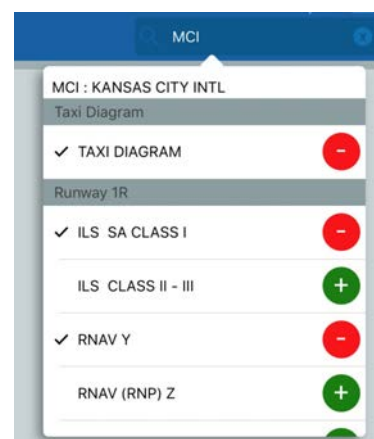 MCI
MCI : KANSAS CITY INTL
Taxi Diagram
TAXI DIAGRAM
Runway 1R
ILS SA CLASS I
ILS CLASS II - III
RNAV Y
RNAV (RNP) Z